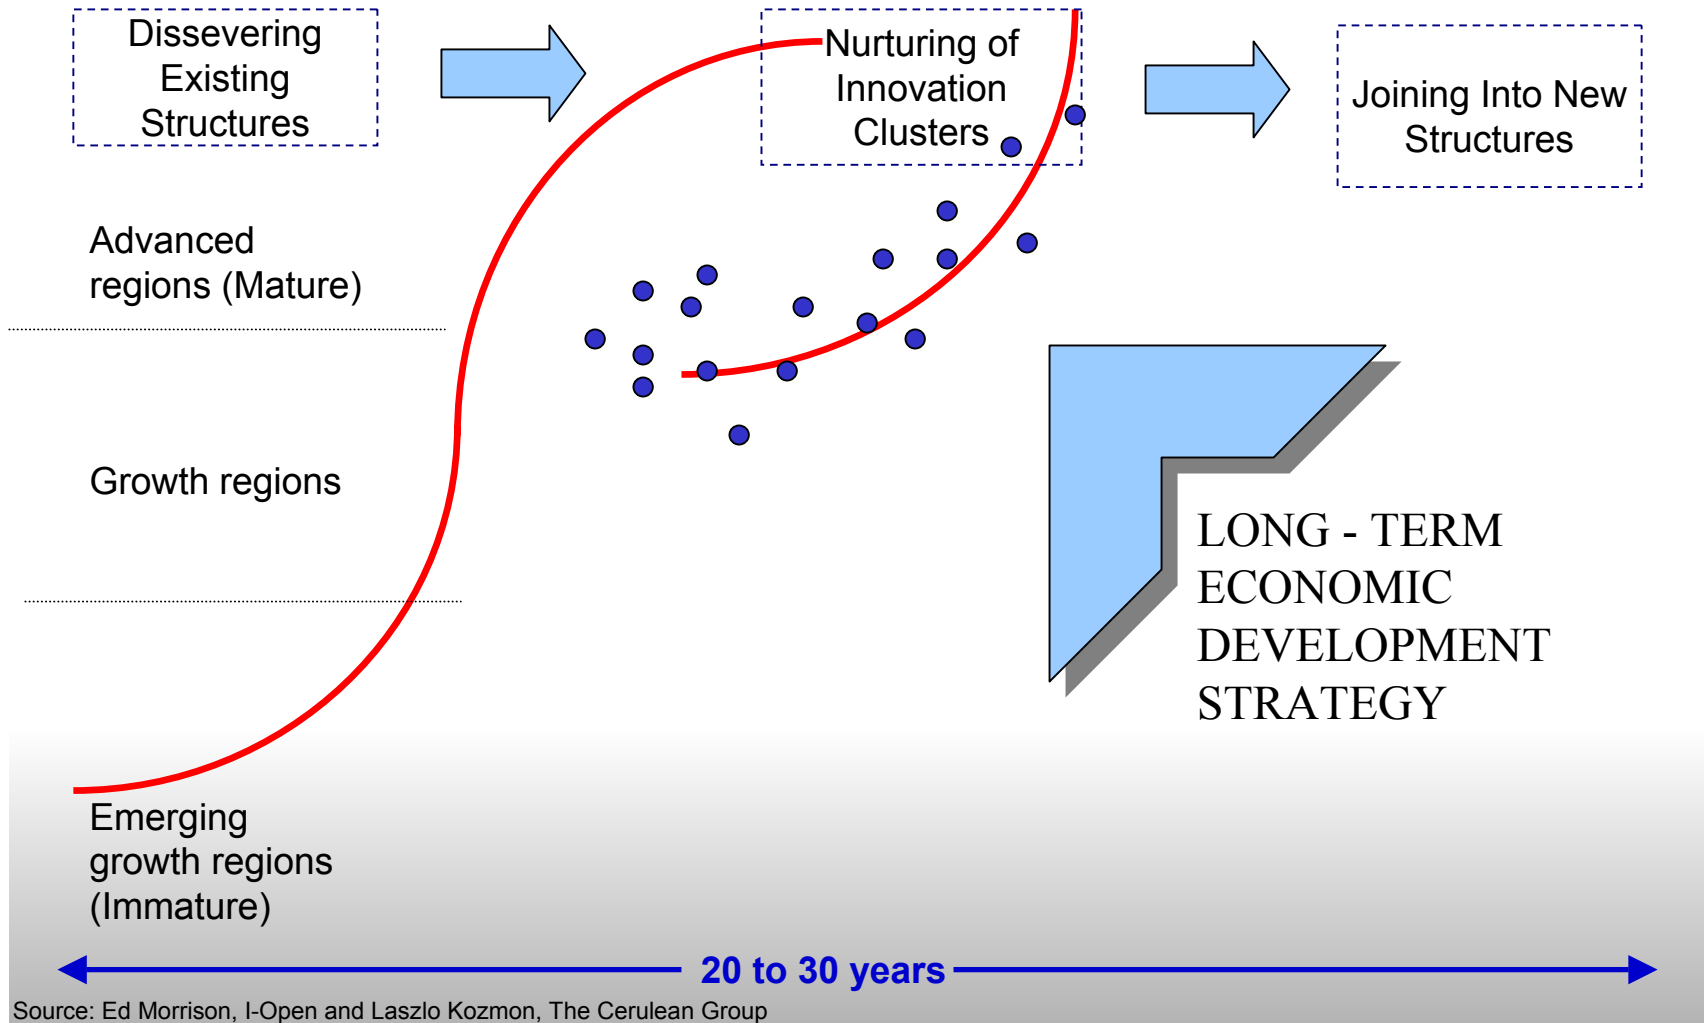 Dissevering
Existing
Structures
Nurturing of
Innovation
Clusters
Joining Into New
Structures
Advanced
regions (Mature)
Growth regions
LONG - TERM
ECONOMIC
DEVELOPMENT
STRATEGY
Emerging
growth regions
(Immature)
20 to 30 years
Source: Ed Morrison, I-Open and Laszlo Kozmon, The Cerulean Group